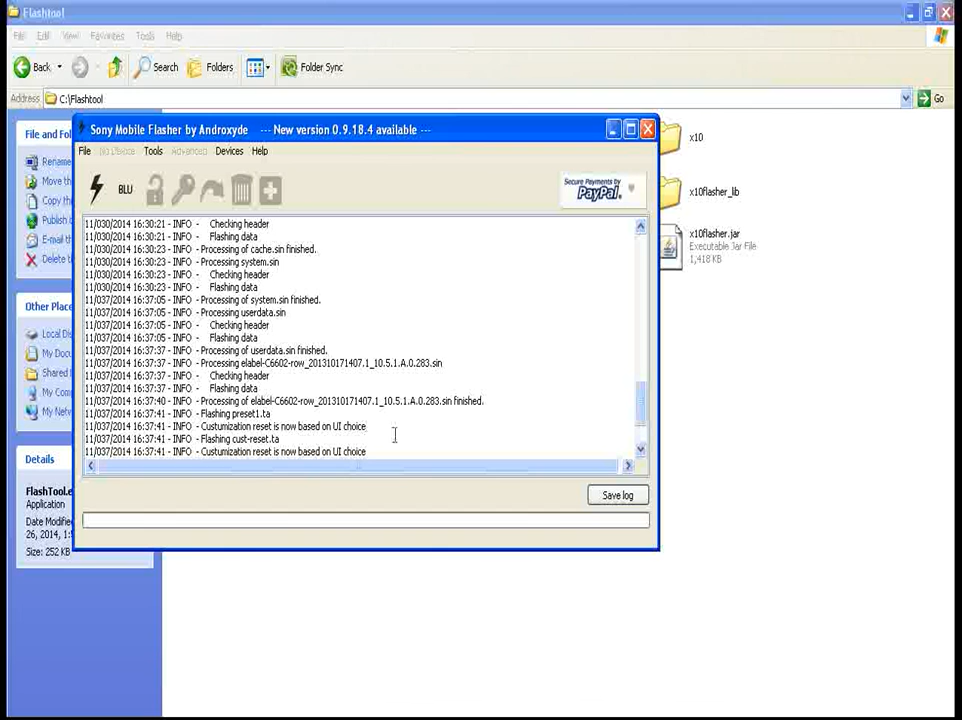 Flashtool
File Edit View Favorites Tools Help
Back Search Folders Folder Sync
Address C:\Flashtool Go
File and Fo
Rename
Move th
Copy th
Publish
E-mail th
Delete t
Other Place
Local Di
My Docu
Shared
My Comp
My Netw
Details
FlashTool.e
Application
Date Modifie
26, 2014, 1:5
Size: 252 KB
x10
x10flasher_lib
x10flasher.jar
Executable Jar File
1,418 KB
Sony Mobile Flasher by Androxyde --- New version 0.9.18.4 available ---
File No Device Tools Advanced Devices Help
BLU
Secure Payments by
PayPal
11/030/2014 16:30:21 - INFO - Checking header
11/030/2014 16:30:21 - INFO - Flashing data
11/030/2014 16:30:23 - INFO - Processing of cache.sin finished.
11/030/2014 16:30:23 - INFO - Processing system.sin
11/030/2014 16:30:23 - INFO - Checking header
11/030/2014 16:30:23 - INFO - Flashing data
11/037/2014 16:37:05 - INFO - Processing of system.sin finished.
11/037/2014 16:37:05 - INFO - Processing userdata.sin
11/037/2014 16:37:05 - INFO - Checking header
11/037/2014 16:37:05 - INFO - Flashing data
11/037/2014 16:37:37 - INFO - Processing of userdata.sin finished.
11/037/2014 16:37:37 - INFO - Processing elabel-C6602-row_201310171407.1_10.5.1.A.0.283.sin
11/037/2014 16:37:37 - INFO - Checking header
11/037/2014 16:37:37 - INFO - Flashing data
11/037/2014 16:37:40 - INFO - Processing of elabel-C6602-row_201310171407.1_10.5.1.A.0.283.sin finished.
11/037/2014 16:37:41 - INFO - Flashing preset1.ta
11/037/2014 16:37:41 - INFO - Custumization reset is now based on UI choice
11/037/2014 16:37:41 - INFO - Flashing cust-reset.ta
11/037/2014 16:37:41 - INFO - Custumization reset is now based on UI choice
Save log